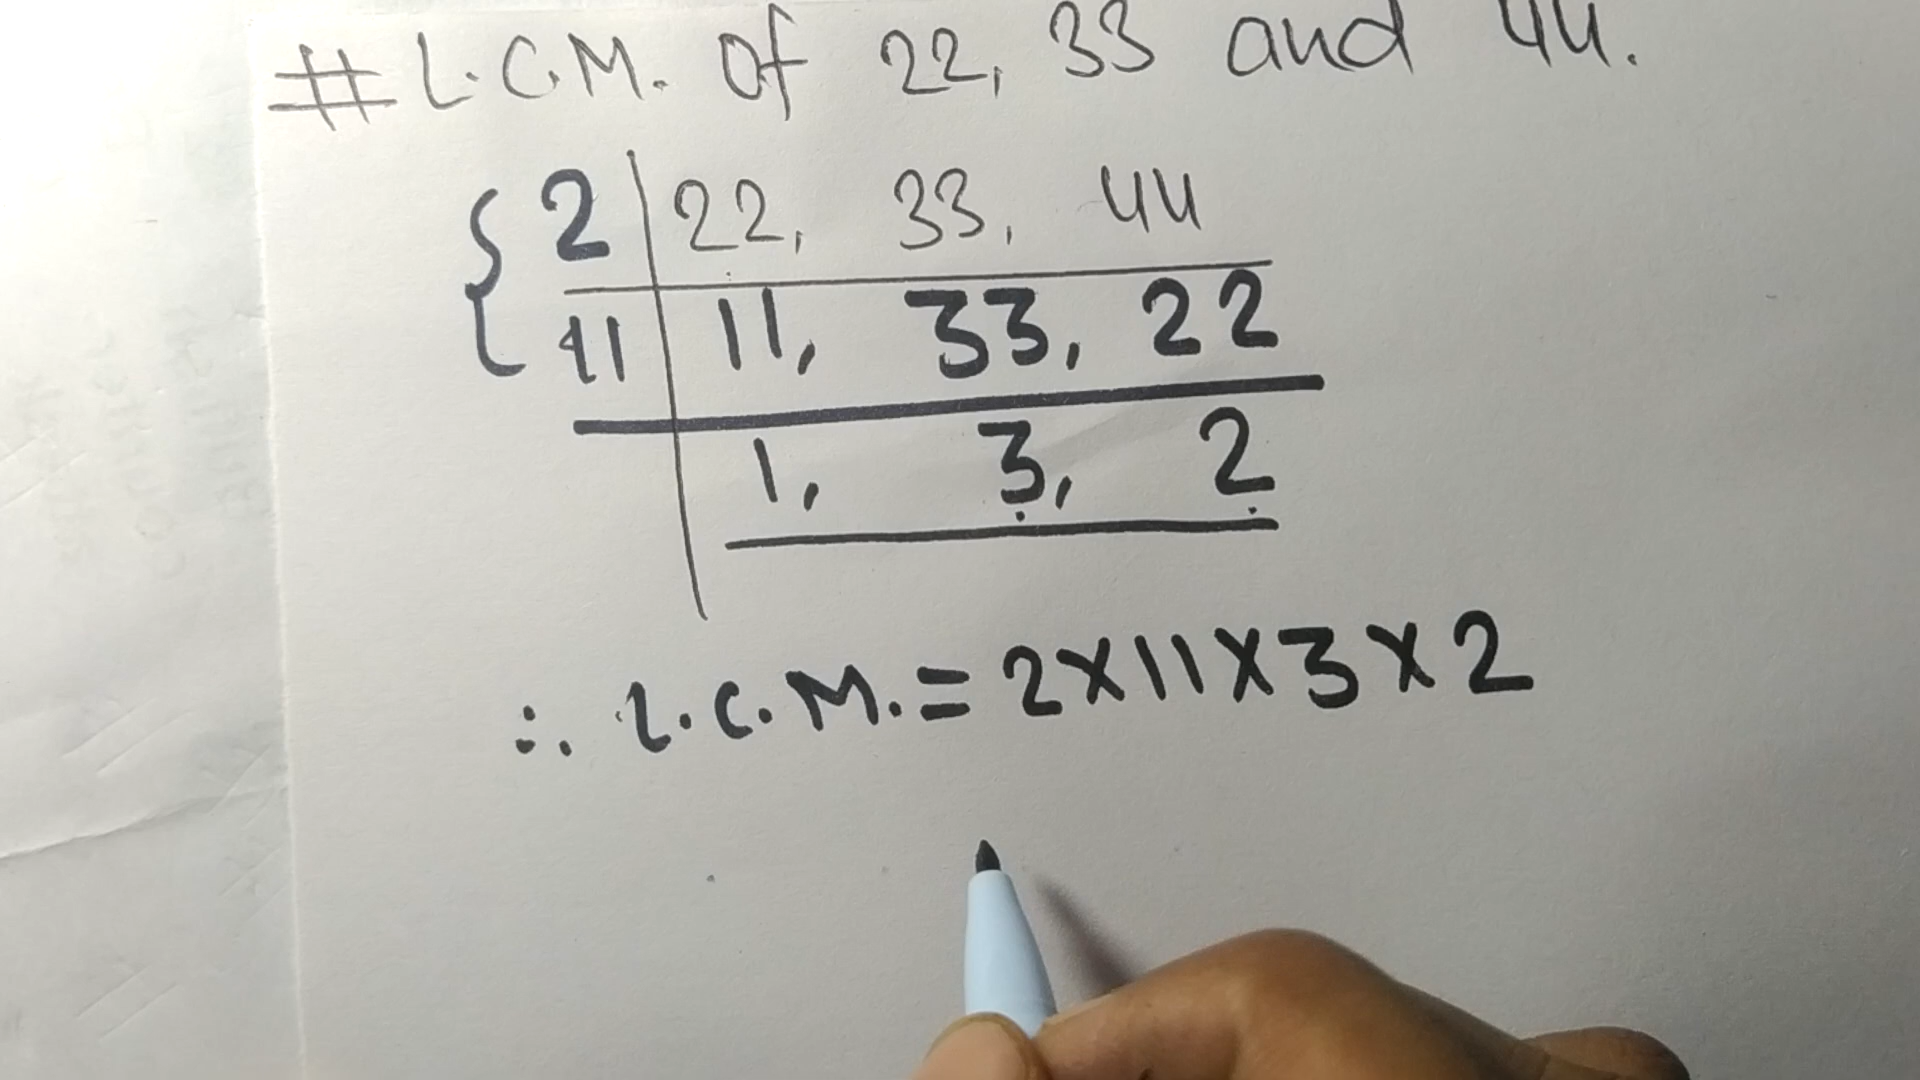 # L.C.M. Of 22, 33 and 44.
2 | 22, 33, 44
11 | 11, 33, 22
1, 3, 2
∴ L.C.M. = 2×11×3×2